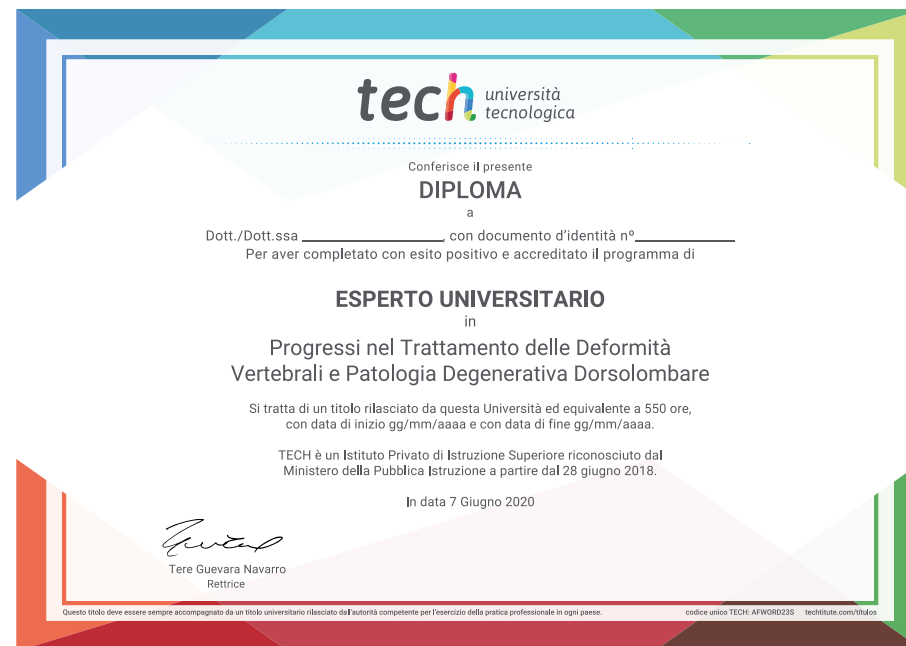 tech università
tecnologica
Conferisce il presente
DIPLOMA
a
Dott./Dott.ssa ________________, con documento d'identità nº___________
Per aver completato con esito positivo e accreditato il programma di
ESPERTO UNIVERSITARIO
in
Progressi nel Trattamento delle Deformità
Vertebrali e Patologia Degenerativa Dorsolombare
Si tratta di un titolo rilasciato da questa Università ed equivalente a 550 ore,
con data di inizio gg/mm/aaaa e con data di fine gg/mm/aaaa.
TECH è un Istituto Privato di Istruzione Superiore riconosciuto dal
Ministero della Pubblica Istruzione a partire dal 28 giugno 2018.
In data 7 Giugno 2020
Tere Guevara Navarro
Rettrice
Questo titolo deve essere sempre accompagnato da un titolo universitario rilasciato dall'autorità competente per l'esercizio della pratica professionale in ogni paese. codice unico TECH: AFWORD23S techtitute.com/titulos